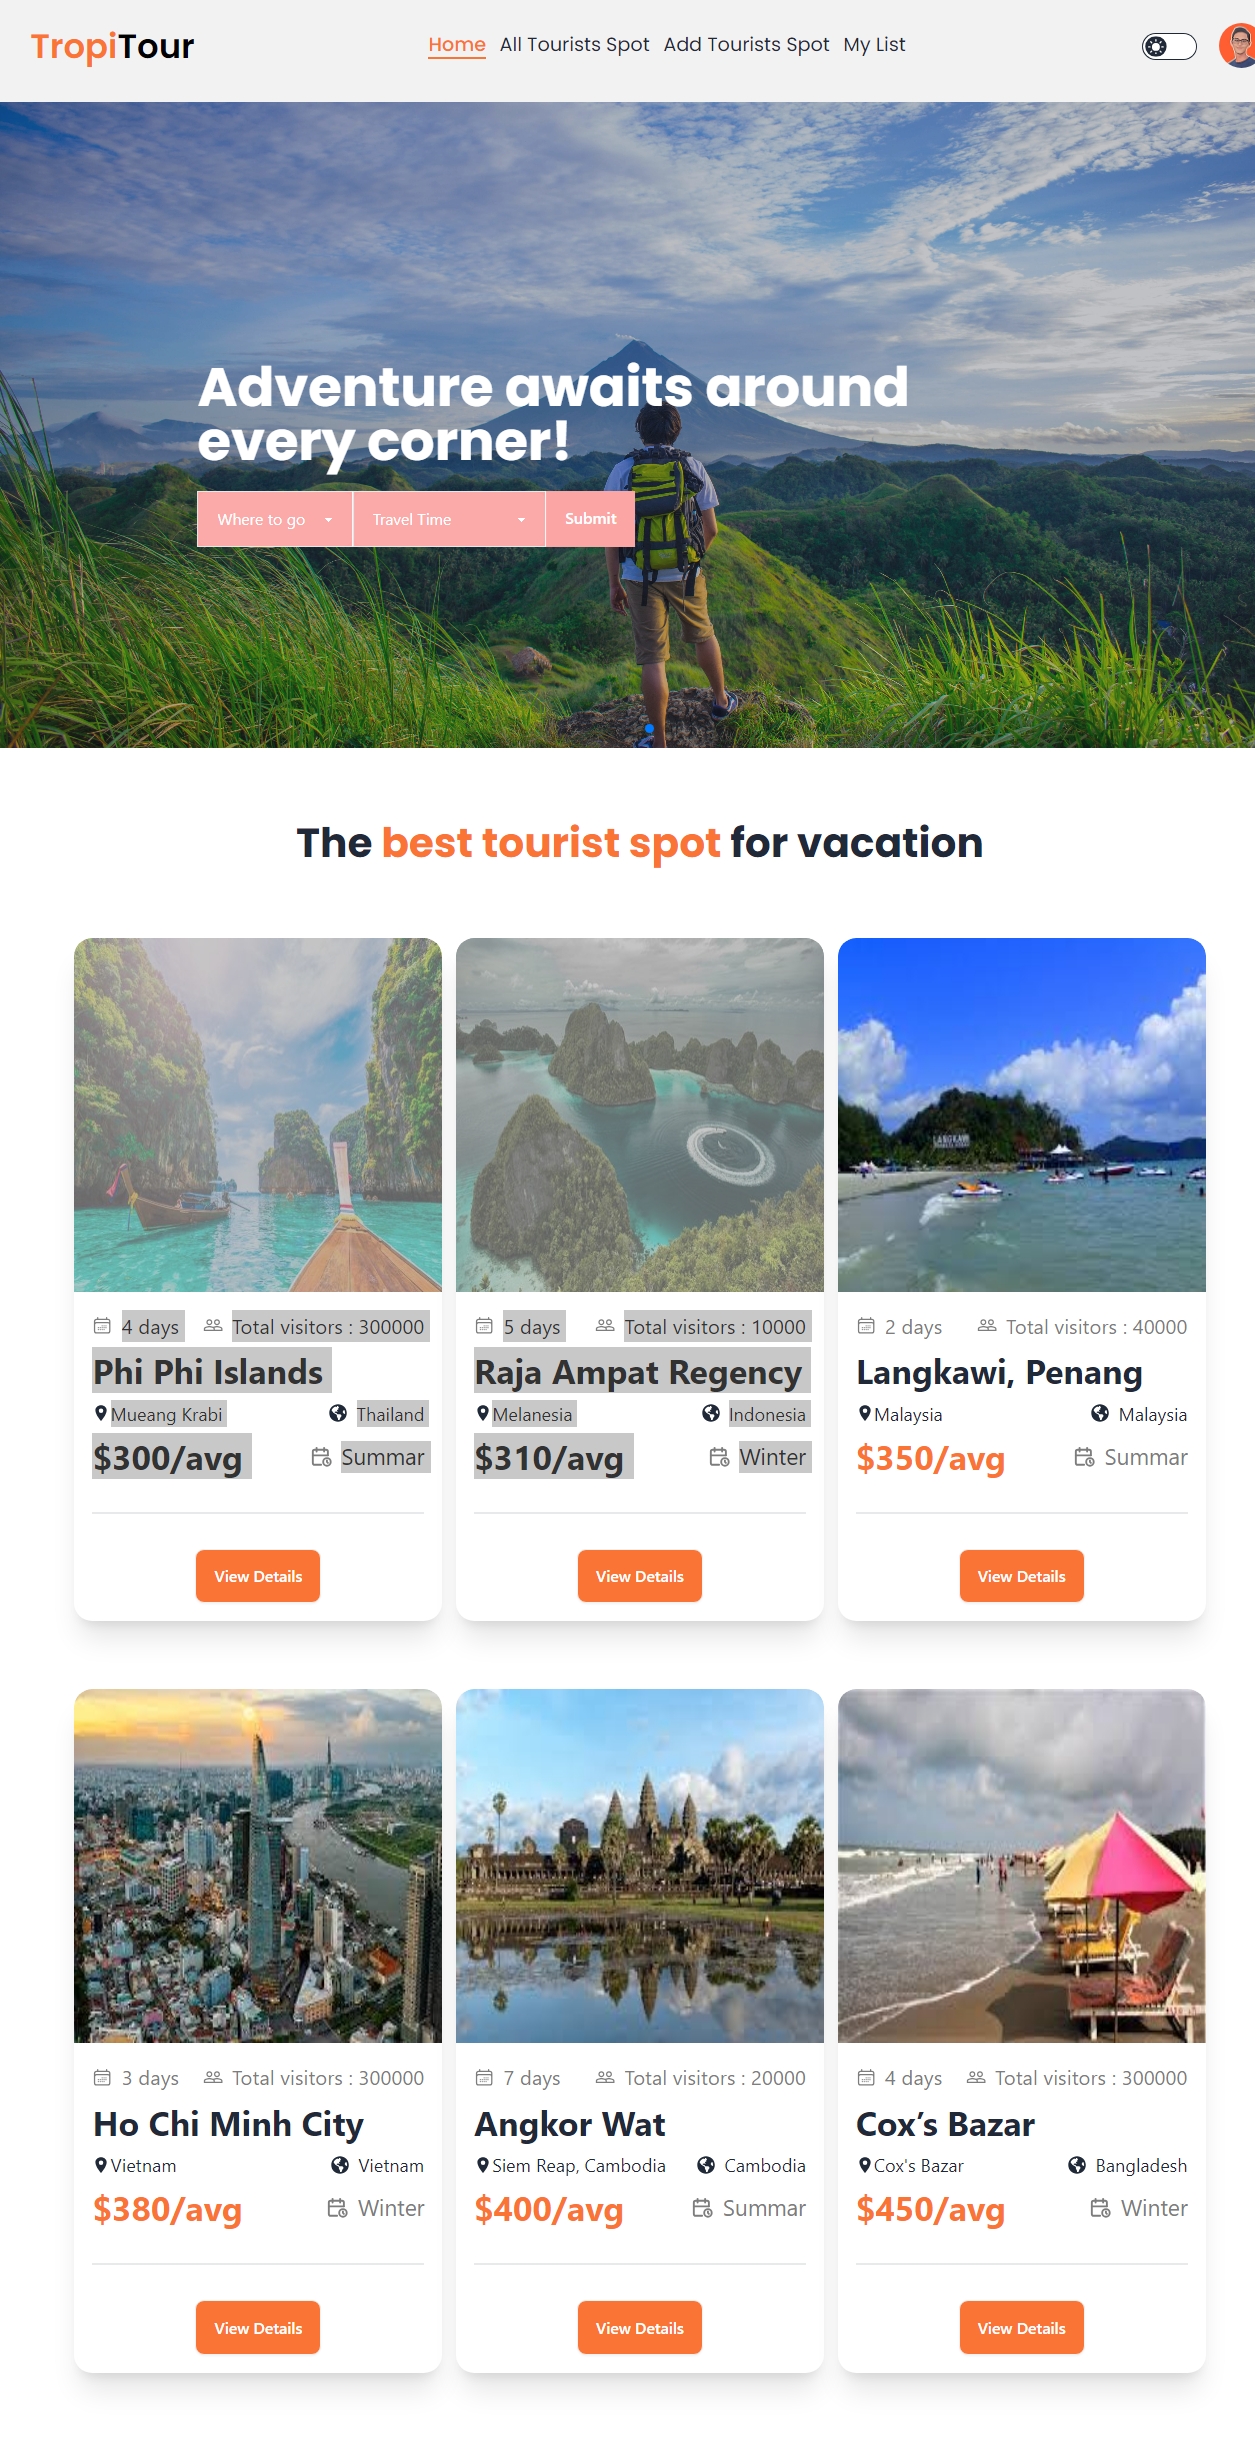 TropiTour
Home All Tourists Spot Add Tourists Spot My List
Adventure awaits around
every corner!
Where to go Travel Time Submit
The best tourist spot for vacation
LANGKAWI
4 days Total visitors : 300000
Phi Phi Islands
Mueang Krabi Thailand
$300/avg Summar
View Details
5 days Total visitors : 10000
Raja Ampat Regency
Melanesia Indonesia
$310/avg Winter
View Details
2 days Total visitors : 40000
Langkawi, Penang
Malaysia Malaysia
$350/avg Summar
View Details
3 days Total visitors : 300000
Ho Chi Minh City
Vietnam Vietnam
$380/avg Winter
View Details
7 days Total visitors : 20000
Angkor Wat
Siem Reap, Cambodia Cambodia
$400/avg Summar
View Details
4 days Total visitors : 300000
Cox’s Bazar
Cox's Bazar Bangladesh
$450/avg Winter
View Details